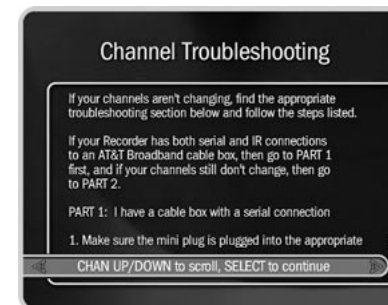 Channel Troubleshooting
If your channels aren't changing, find the appropriate
troubleshooting section below and follow the steps listed.
If your Recorder has both serial and IR connections
to an AT&T Broadband cable box, then go to PART 1
first, and if your channels still don't change, then go
to PART 2.
PART 1: I have a cable box with a serial connection
1. Make sure the mini plug is plugged into the appropriate
CHAN UP/DOWN to scroll, SELECT to continue